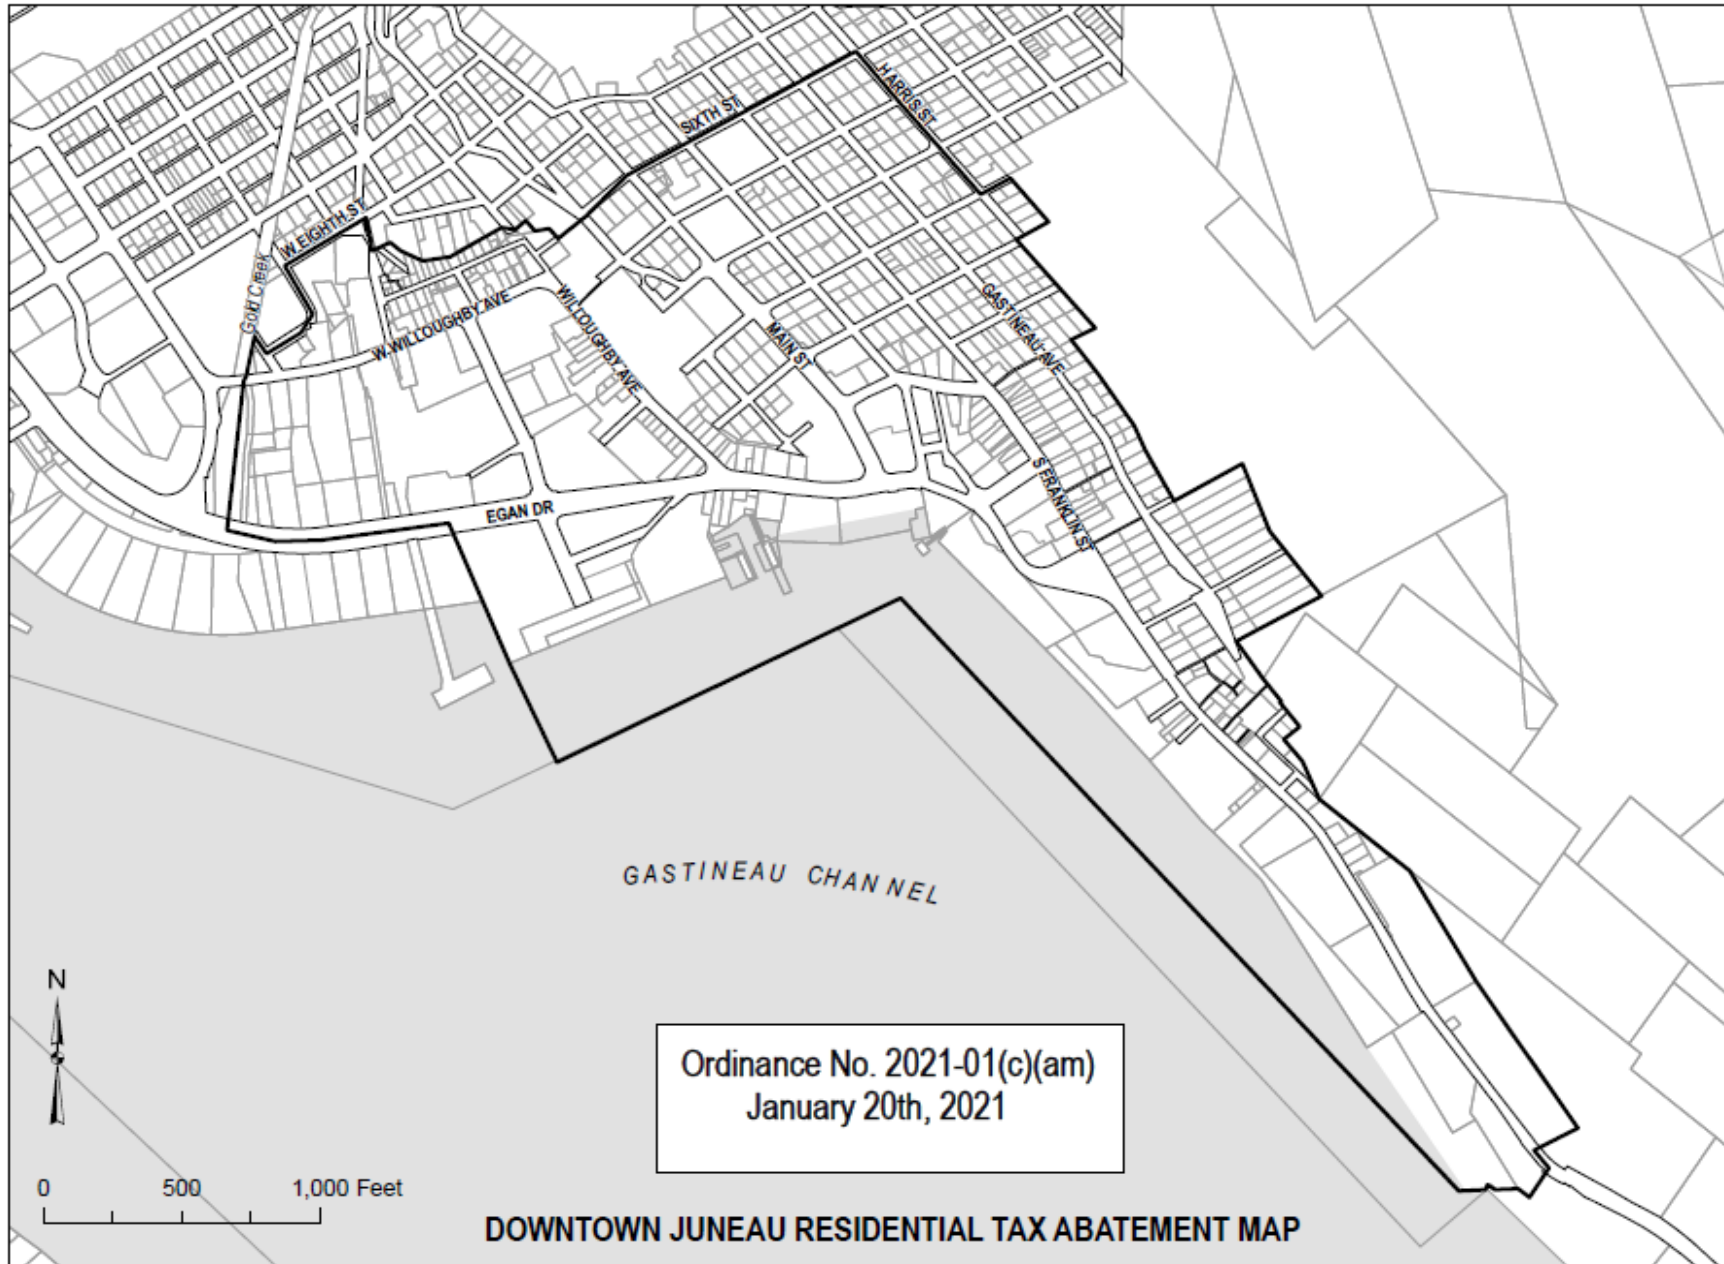 SIXTH ST
HARRIS ST
W. EIGHTH ST
Gold Creek
W. WILLOUGHBY AVE
WILLOUGHBY AVE
MAIN ST
GASTINEAU AVE
S FRANKLIN ST
EGAN DR
GASTINEAU CHANNEL
N
Ordinance No. 2021-01(c)(am)
January 20th, 2021
0 500 1,000 Feet
DOWNTOWN JUNEAU RESIDENTIAL TAX ABATEMENT MAP